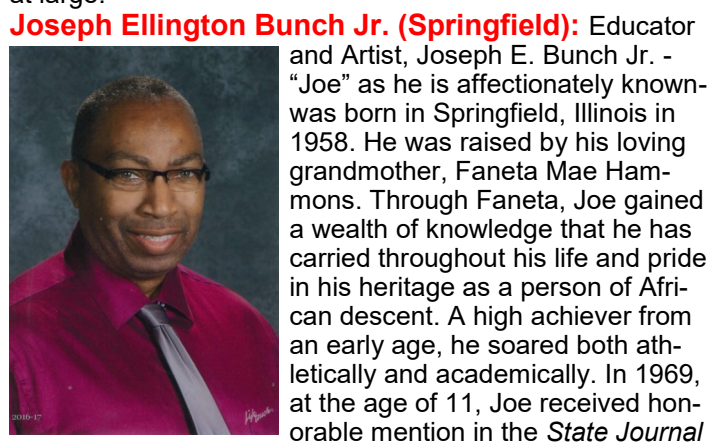 at large.
Joseph Ellington Bunch Jr. (Springfield): Educator
and Artist, Joseph E. Bunch Jr. -
“Joe” as he is affectionately known-
was born in Springfield, Illinois in
1958. He was raised by his loving
grandmother, Faneta Mae Ham-
mons. Through Faneta, Joe gained
a wealth of knowledge that he has
carried throughout his life and pride
in his heritage as a person of Afri-
can descent. A high achiever from
an early age, he soared both ath-
letically and academically. In 1969,
at the age of 11, Joe received hon-
orable mention in the State Journal
2016-17